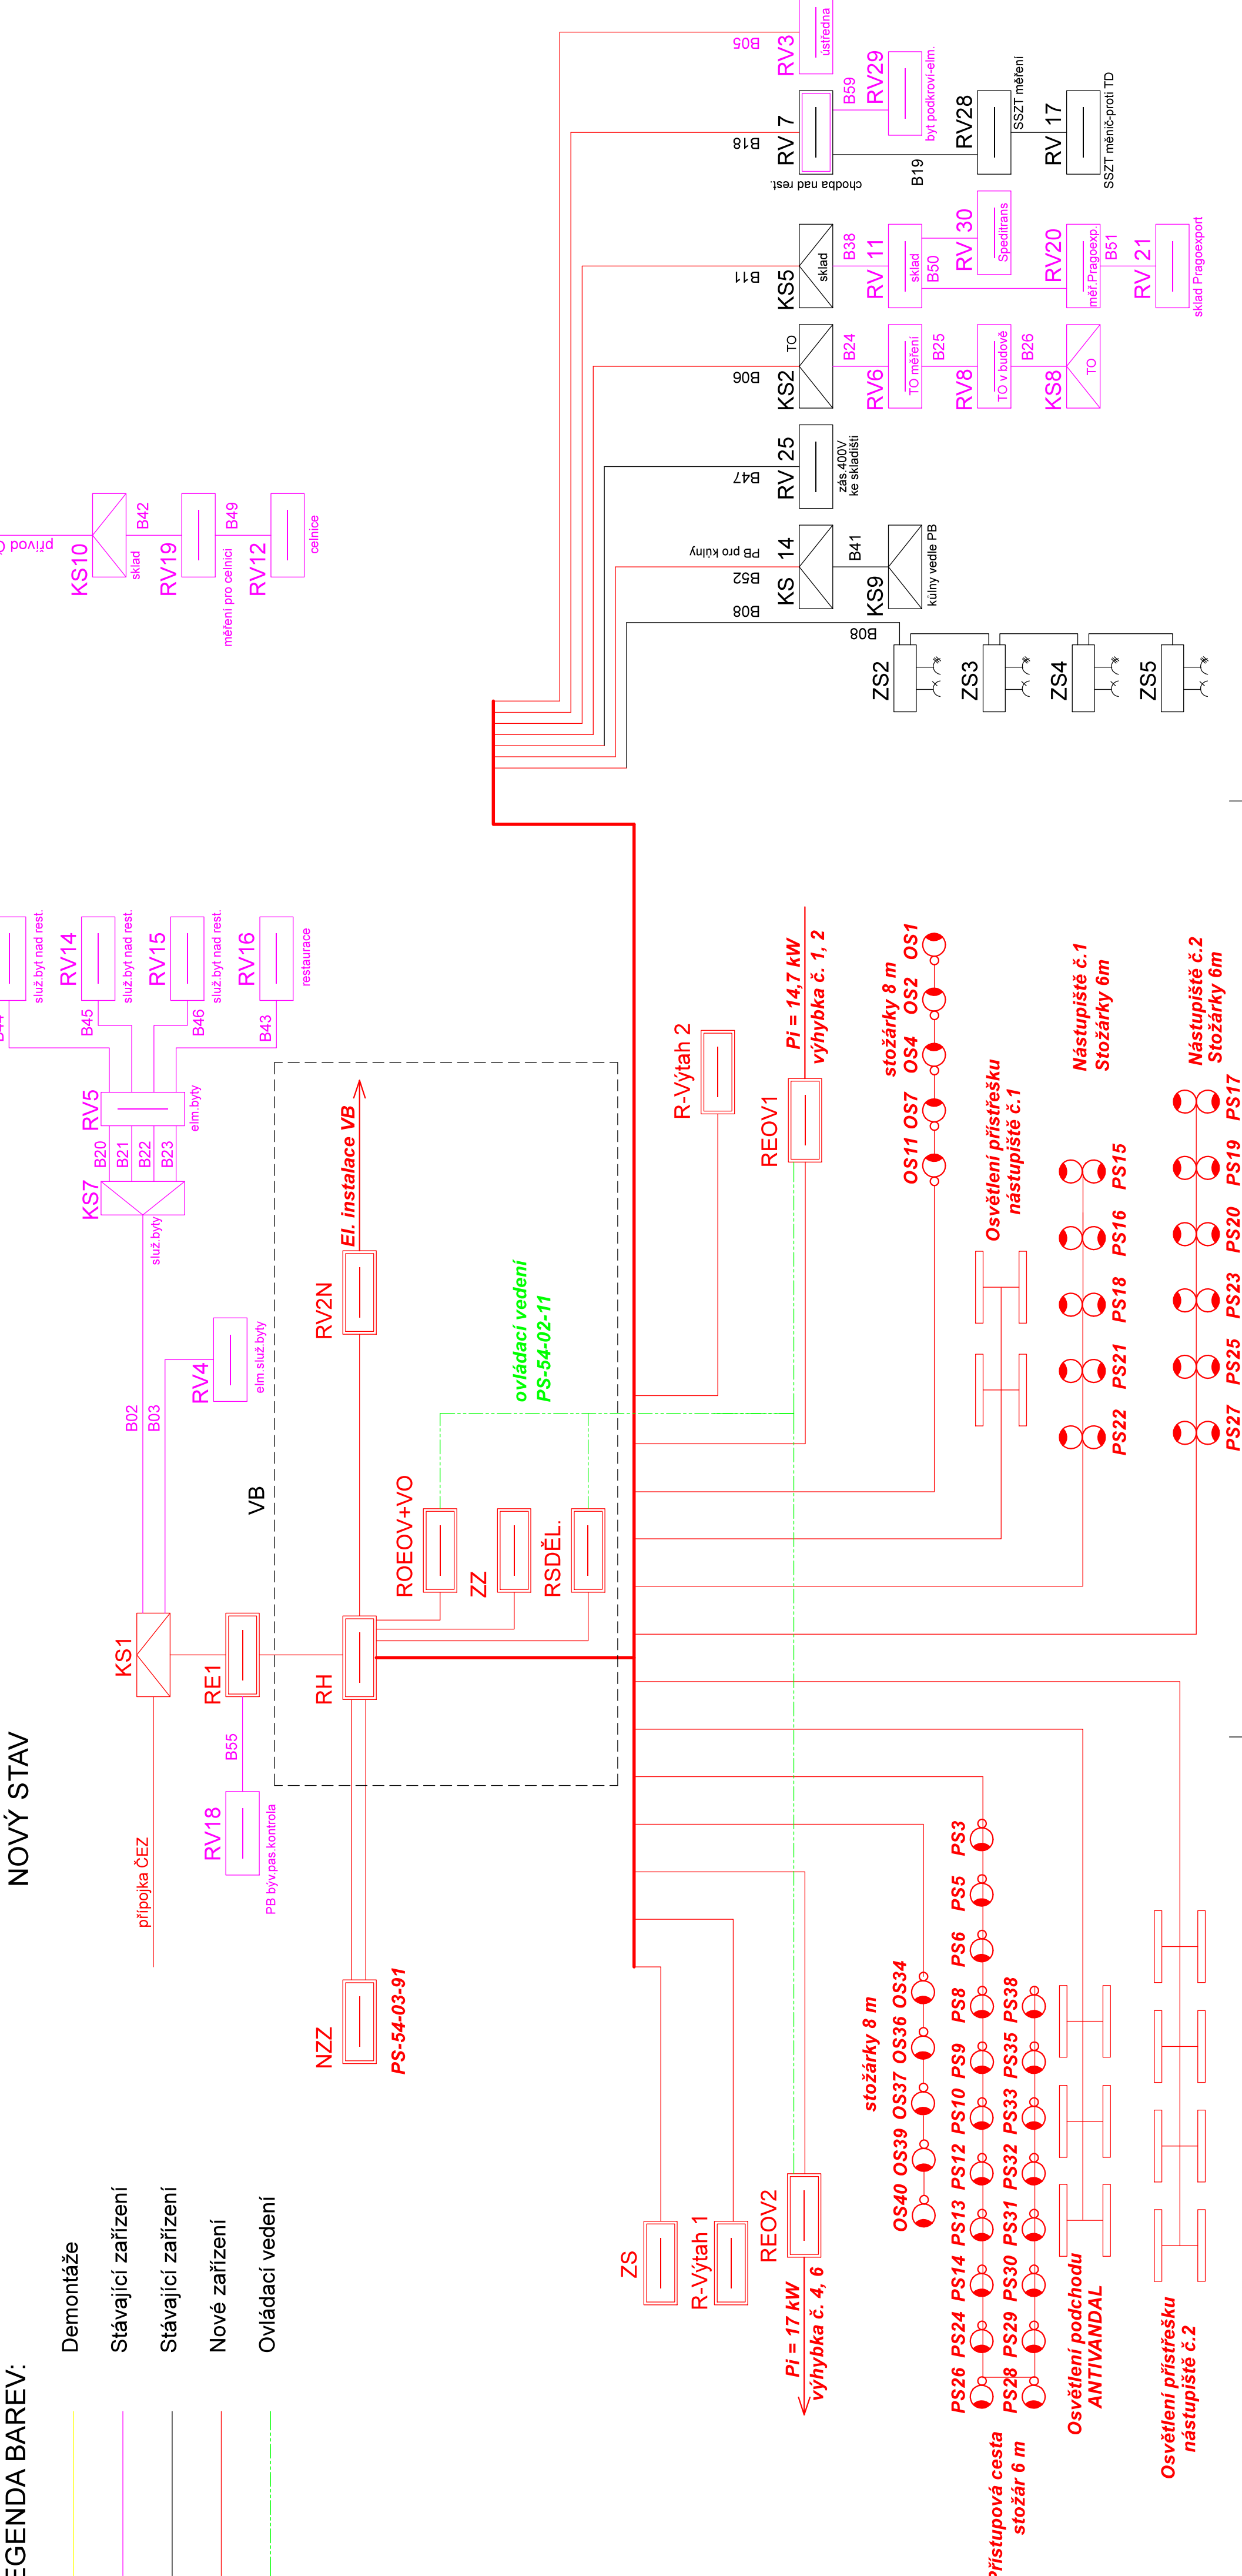 NOVÝ STAV
EGENDA BAREV:
Demontáže
Stávající zařízení
Stávající zařízení
Nové zařízení
Ovládací vedení
přípojka ČEZ
KS1
B02
B03
KS7
služ.byty
B20
B21
B22
B23
RV5
elm.byty
B44
B45
B46
B43
služ.byt nad rest.
RV14
služ.byt nad rest.
RV15
služ.byt nad rest.
RV16
restaurace
RV4
elm.služ.byty
RE1
B55
RV18
PB býv.pas.kontrola
VB
RH
RV2N
El. instalace VB
ROEOV+VO
ZZ
RSDĚL.
ovládací vedení
PS-54-02-11
NZZ
PS-54-03-91
přívod
KS10
sklad
B42
RV19
měření pro celnici
B49
RV12
celnice
B05
RV3
ústředna
B18
RV 7
chodba nad rest.
B59
RV29
byt podkroví-elm.
B19
RV28
SSZT měření
RV 17
SSZT měnič-proti TD
B11
KS5
sklad
B38
RV 11
sklad
B50
RV 30
Speditrans
RV20
měř.Pragoexp.
B51
RV 21
sklad Pragoexport
B06
KS2
TO
B24
RV6
TO měření
B25
RV8
TO v budově
B26
KS8
TO
B47
RV 25
zás.400V
ke skladišti
B52
PB pro kůlny
KS 14
B41
KS9
kůlny vedle PB
B08
B08
ZS2
ZS3
ZS4
ZS5
R-Výtah 2
REOV1
Pi = 14,7 kW
výhybka č. 1, 2
stožárky 8 m
OS11 OS7 OS4 OS2 OS1
Osvětlení přístřešku
nástupiště č.1
Nástupiště č.1
Stožárky 6m
PS22 PS21 PS18 PS16 PS15
Nástupiště č.2
Stožárky 6m
PS27 PS25 PS23 PS20 PS19 PS17
ZS
R-Výtah 1
REOV2
Pi = 17 kW
výhybka č. 4, 6
stožárky 8 m
OS40 OS39 OS37 OS36 OS34
PS26 PS24 PS14 PS13 PS12 PS10 PS9 PS8 PS6 PS5 PS3
PS28 PS29 PS30 PS31 PS32 PS33 PS35 PS38
Přístupová cesta
stožár 6 m
Osvětlení podchodu
ANTIVANDAL
Osvětlení přístřešku
nástupiště č.2